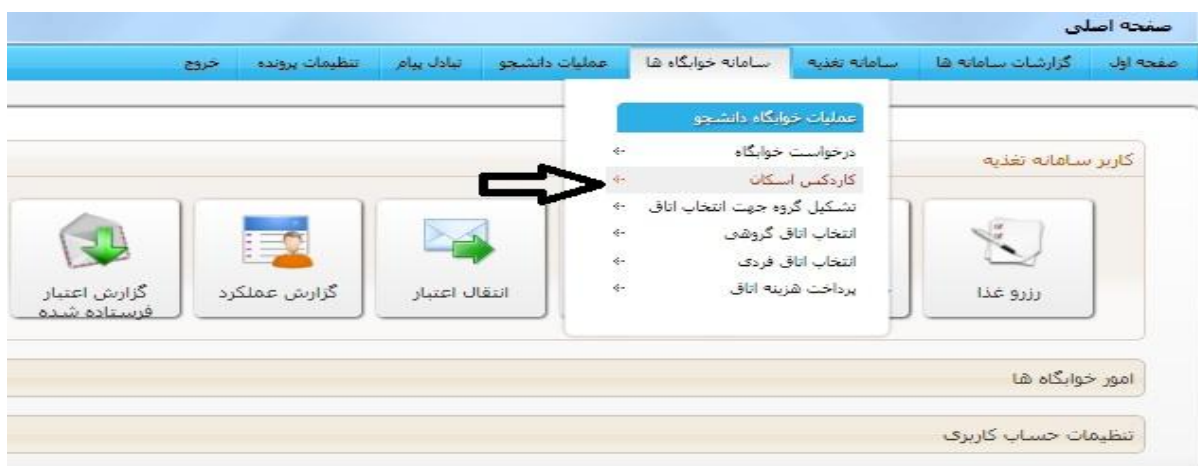 صفحه اصلی
صفحه اول گزارشات سامانه ها سامانه تغذیه سامانه خوابگاه ها عملیات دانشجو تبادل پیام تنظیمات پرونده خروج
عملیات خوابگاه دانشجو
درخواست خوابگاه
کاردکس اسکان
تشکیل گروه جهت انتخاب اتاق
انتخاب اتاق گروهی
انتخاب اتاق فردی
پرداخت هزینه اتاق
کاربر سامانه تغذیه
رزرو غذا
انتقال اعتبار
گزارش عملکرد
گزارش اعتبار
فرستاده شده
امور خوابگاه ها
تنظیمات حساب کاربری